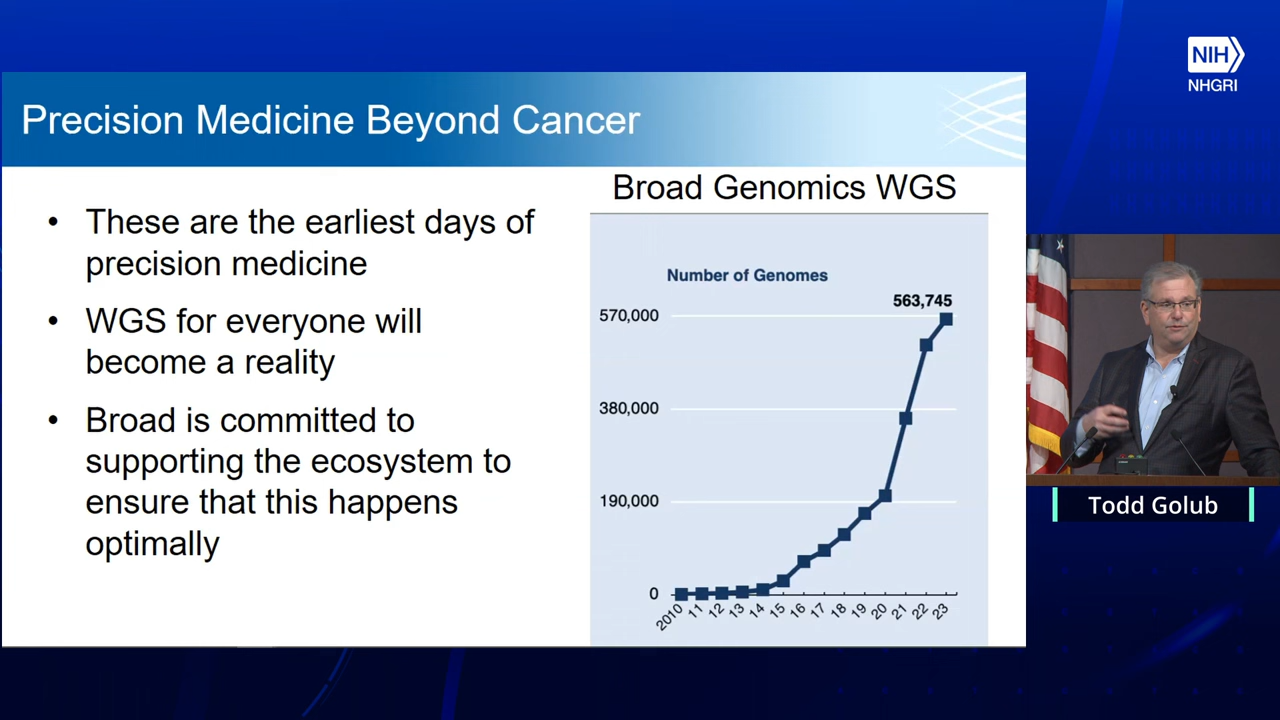 NIH
NHGRI
Precision Medicine Beyond Cancer
• These are the earliest days of
precision medicine
• WGS for everyone will
become a reality
• Broad is committed to
supporting the ecosystem to
ensure that this happens
optimally
Broad Genomics WGS
Number of Genomes
563,745
570,000
380,000
190,000
0
2010 11 12 13 14 15 16 17 18 19 20 21 22 23
Todd Golub